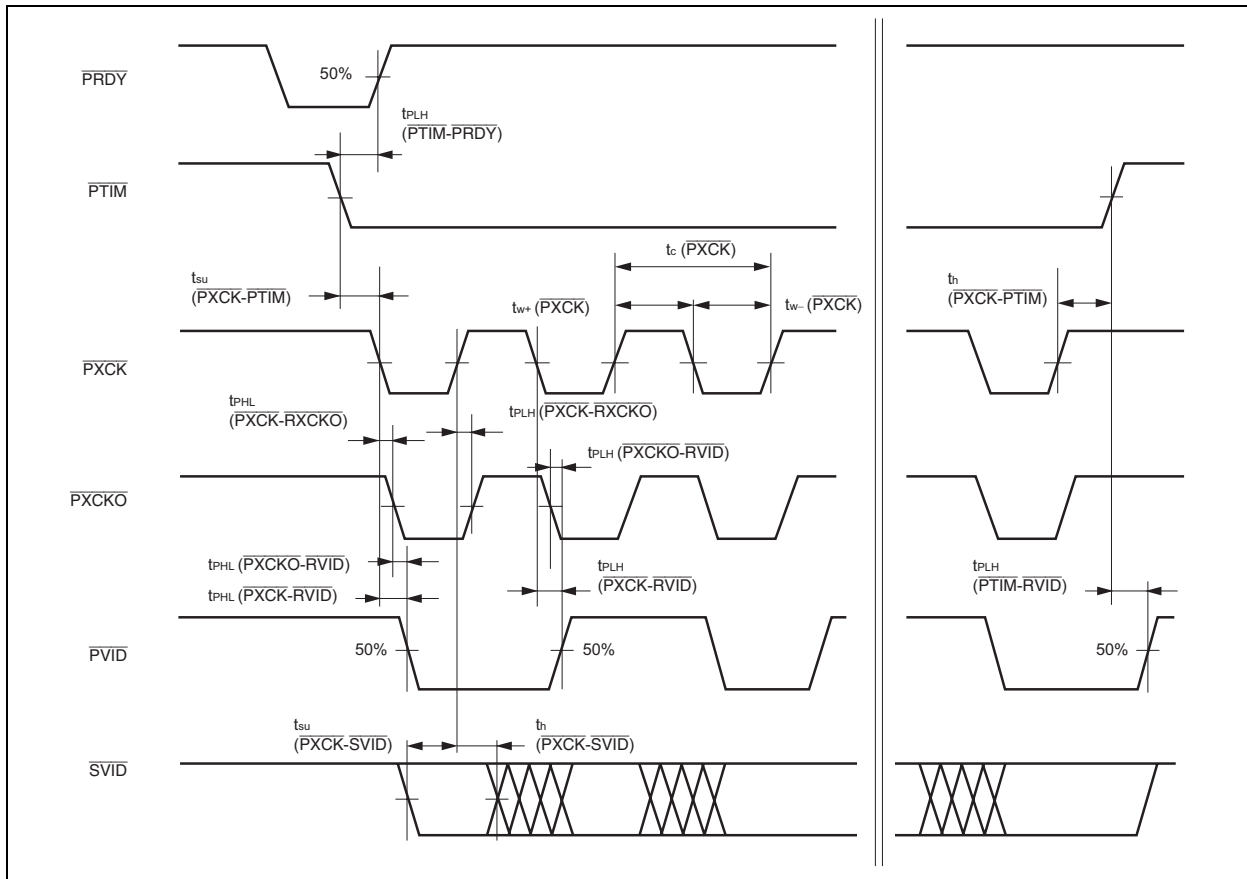 PRDY
50%
tPLH
(PTIM-PRDY)
PTIM
tc (PXCK)
tsu
(PXCK-PTIM)
tw+ (PXCK)
tw– (PXCK)
th
(PXCK-PTIM)
PXCK
tPHL
(PXCK-RXCKO)
tPLH (PXCK-RXCKO)
tPLH (PXCKO-RVID)
PXCKO
tPHL (PXCKO-RVID)
tPHL (PXCK-RVID)
tPLH
(PXCK-RVID)
tPLH
(PTIM-RVID)
PVID
50%
50%
50%
tsu
(PXCK-SVID)
th
(PXCK-SVID)
SVID